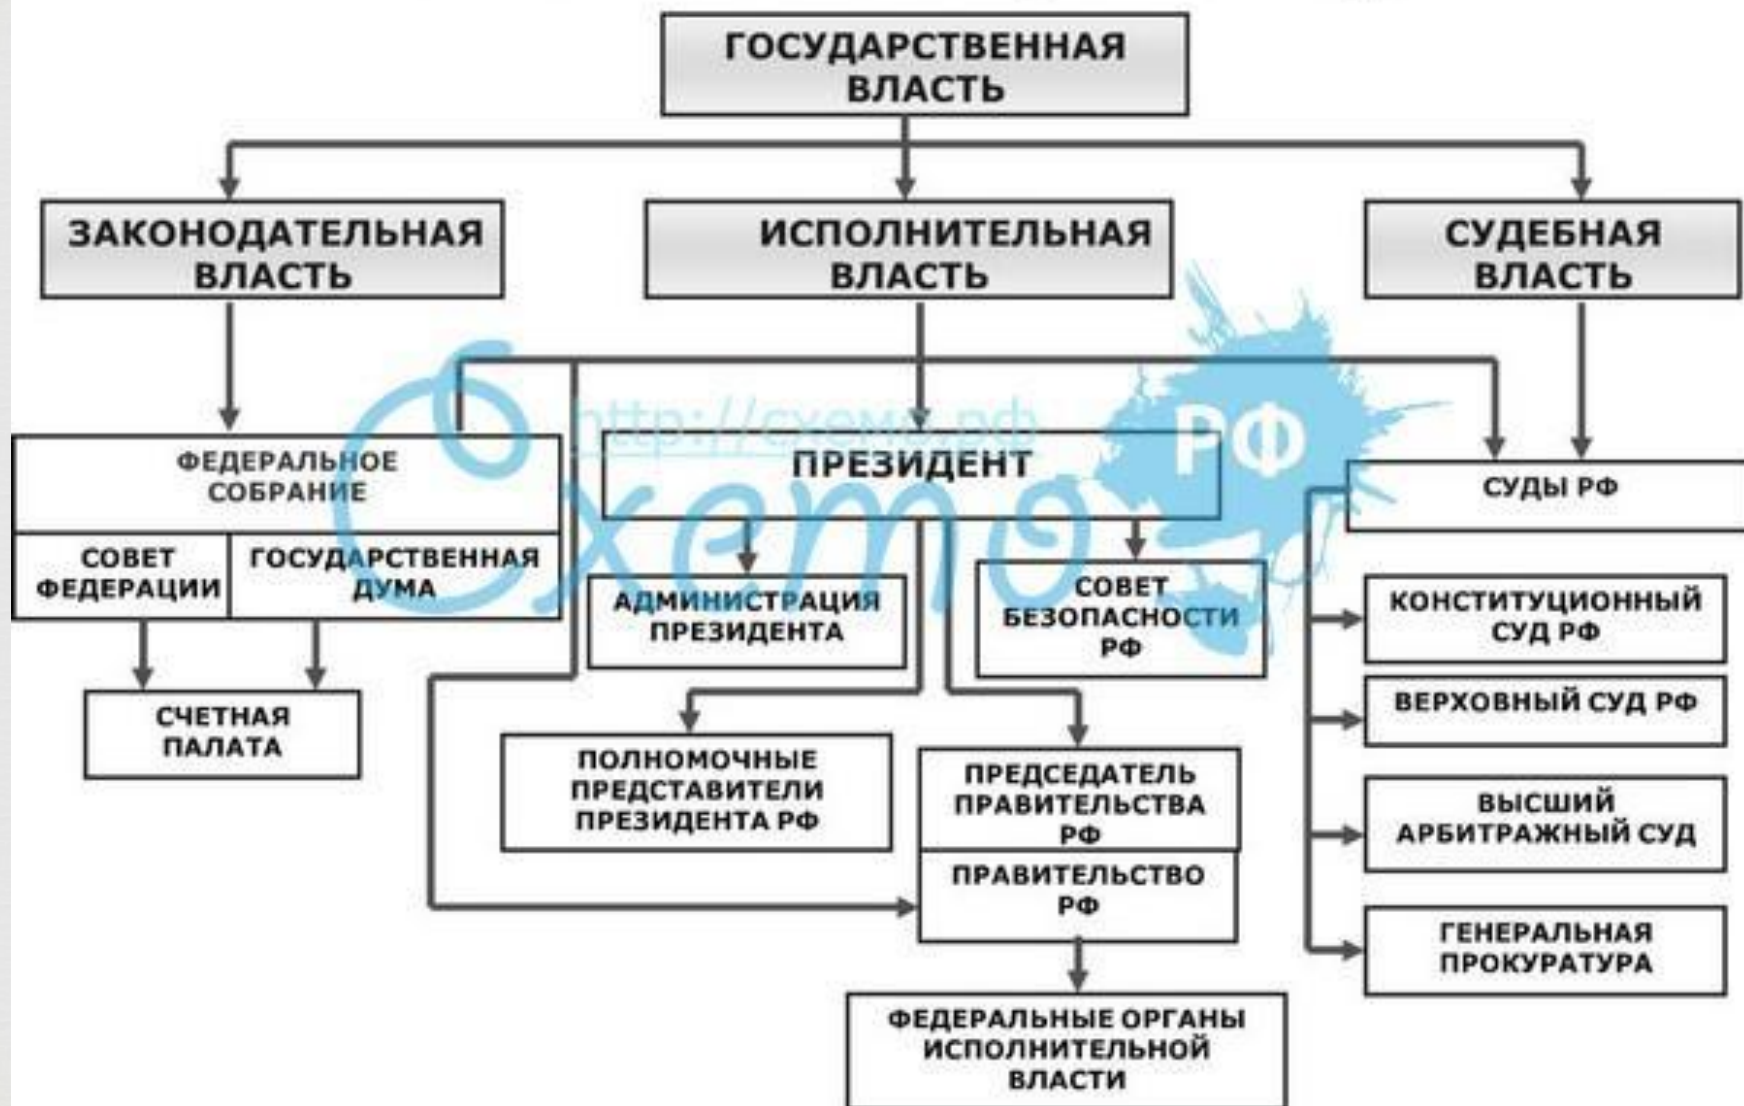 ГОСУДАРСТВЕННАЯ
ВЛАСТЬ
ЗАКОНОДАТЕЛЬНАЯ
ВЛАСТЬ
ИСПОЛНИТЕЛЬНАЯ
ВЛАСТЬ
СУДЕБНАЯ
ВЛАСТЬ
http://схемо.рф
Схемо
РФ
ФЕДЕРАЛЬНОЕ
СОБРАНИЕ
ПРЕЗИДЕНТ
СУДЫ РФ
СОВЕТ
ФЕДЕРАЦИИ
ГОСУДАРСТВЕННАЯ
ДУМА
АДМИНИСТРАЦИЯ
ПРЕЗИДЕНТА
СОВЕТ
БЕЗОПАСНОСТИ
РФ
КОНСТИТУЦИОННЫЙ
СУД РФ
СЧЕТНАЯ
ПАЛАТА
ВЕРХОВНЫЙ СУД РФ
ПОЛНОМОЧНЫЕ
ПРЕДСТАВИТЕЛИ
ПРЕЗИДЕНТА РФ
ПРЕДСЕДАТЕЛЬ
ПРАВИТЕЛЬСТВА
РФ
ВЫСШИЙ
АРБИТРАЖНЫЙ СУД
ПРАВИТЕЛЬСТВО
РФ
ГЕНЕРАЛЬНАЯ
ПРОКУРАТУРА
ФЕДЕРАЛЬНЫЕ ОРГАНЫ
ИСПОЛНИТЕЛЬНОЙ
ВЛАСТИ